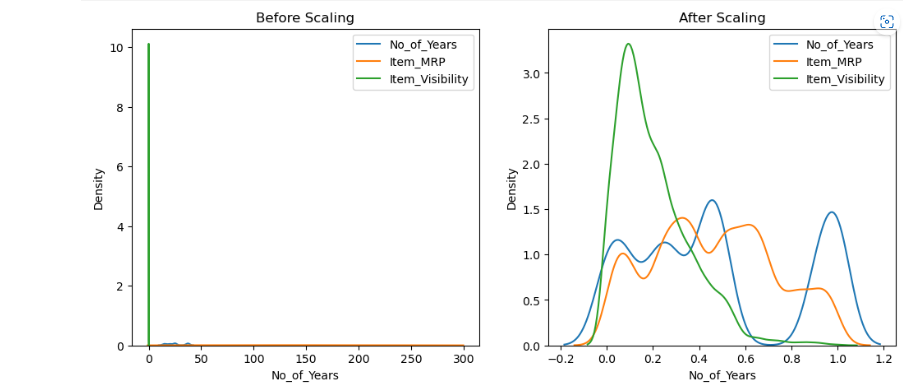 Before Scaling
10
8
6
4
2
0
Density
No_of_Years
Item_MRP
Item_Visibility
0 50 100 150 200 250 300
No_of_Years
After Scaling
3.0
2.5
2.0
1.5
1.0
0.5
0.0
Density
No_of_Years
Item_MRP
Item_Visibility
−0.2 0.0 0.2 0.4 0.6 0.8 1.0 1.2
No_of_Years